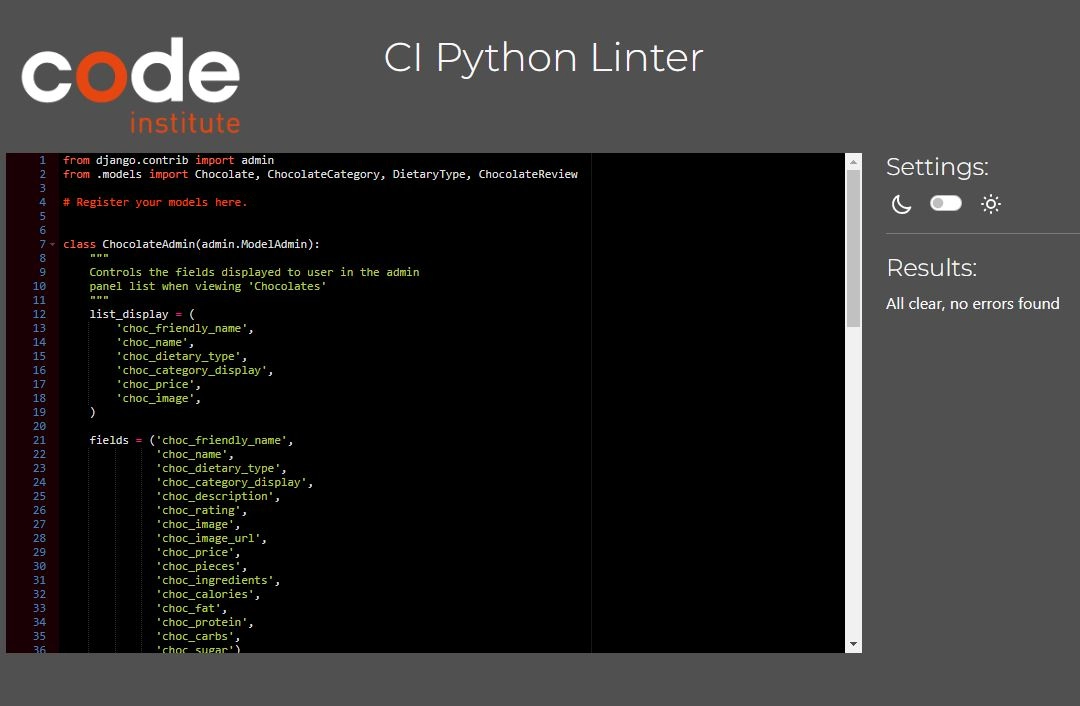 code
institute
CI Python Linter
1 from django.contrib import admin
2 from .models import Chocolate, ChocolateCategory, DietaryType, ChocolateReview
3
4 # Register your models here.
5
6
7 class ChocolateAdmin(admin.ModelAdmin):
8     """
9     Controls the fields displayed to user in the admin
10     panel list when viewing 'Chocolates'
11     """
12     list_display = (
13         'choc_friendly_name',
14         'choc_name',
15         'choc_dietary_type',
16         'choc_category_display',
17         'choc_price',
18         'choc_image',
19     )
20
21     fields = ('choc_friendly_name',
22               'choc_name',
23               'choc_dietary_type',
24               'choc_category_display',
25               'choc_description',
26               'choc_rating',
27               'choc_image',
28               'choc_image_url',
29               'choc_price',
30               'choc_pieces',
31               'choc_ingredients',
32               'choc_calories',
33               'choc_fat',
34               'choc_protein',
35               'choc_carbs',
36               'choc_sugar')
Settings:
Results:
All clear, no errors found